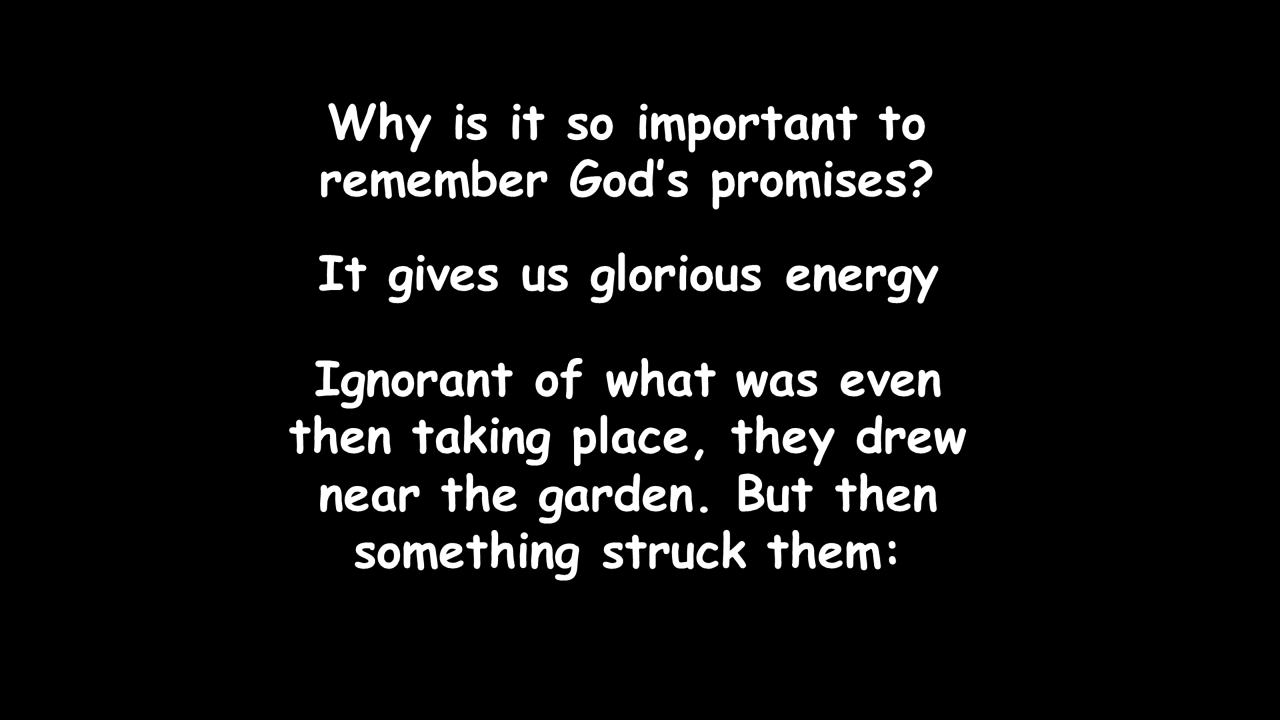 Why is it so important to
remember God's promises?
It gives us glorious energy
Ignorant of what was even
then taking place, they drew
near the garden. But then
something struck them: